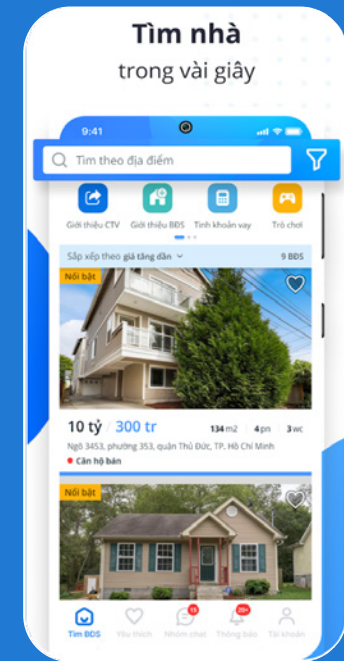 Tìm nhà
trong vài giây
9:41
Tìm theo địa điểm
Giới thiệu CTV Giới thiệu BĐS Tính khoản vay Trò chơi
Sắp xếp theo giá tăng dần 9 BĐS
Nổi bật
10 tỷ / 300 tr 134 m2 4 pn 3 wc
Ngõ 3453, phường 353, quận Thủ Đức, TP. Hồ Chí Minh
Căn hộ bán
Nổi bật
15 20+
Tìm BĐS Yêu thích Nhóm chat Thông báo Tài khoản